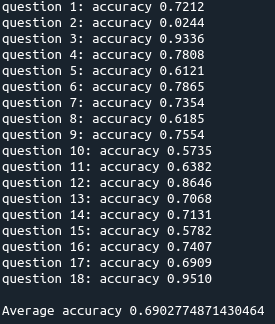 question 1: accuracy 0.7212
question 2: accuracy 0.0244
question 3: accuracy 0.9336
question 4: accuracy 0.7808
question 5: accuracy 0.6121
question 6: accuracy 0.7865
question 7: accuracy 0.7354
question 8: accuracy 0.6185
question 9: accuracy 0.7554
question 10: accuracy 0.5735
question 11: accuracy 0.6382
question 12: accuracy 0.8646
question 13: accuracy 0.7068
question 14: accuracy 0.7131
question 15: accuracy 0.5782
question 16: accuracy 0.7407
question 17: accuracy 0.6909
question 18: accuracy 0.9510
Average accuracy 0.6902774871430464